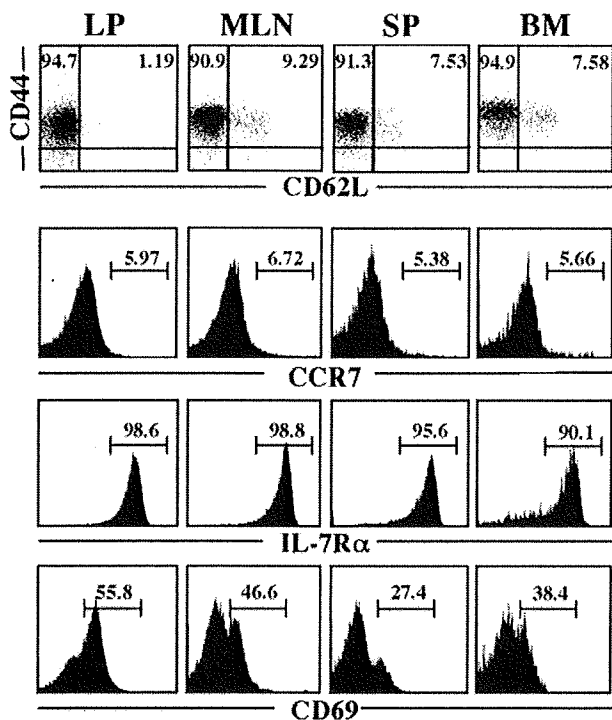 LP MLN SP BM
CD44
94.7 1.19 90.9 9.29 91.3 7.53 94.9 7.58
CD62L
5.97 6.72 5.38 5.66
CCR7
98.6 98.8 95.6 90.1
IL-7Rα
55.8 46.6 27.4 38.4
CD69